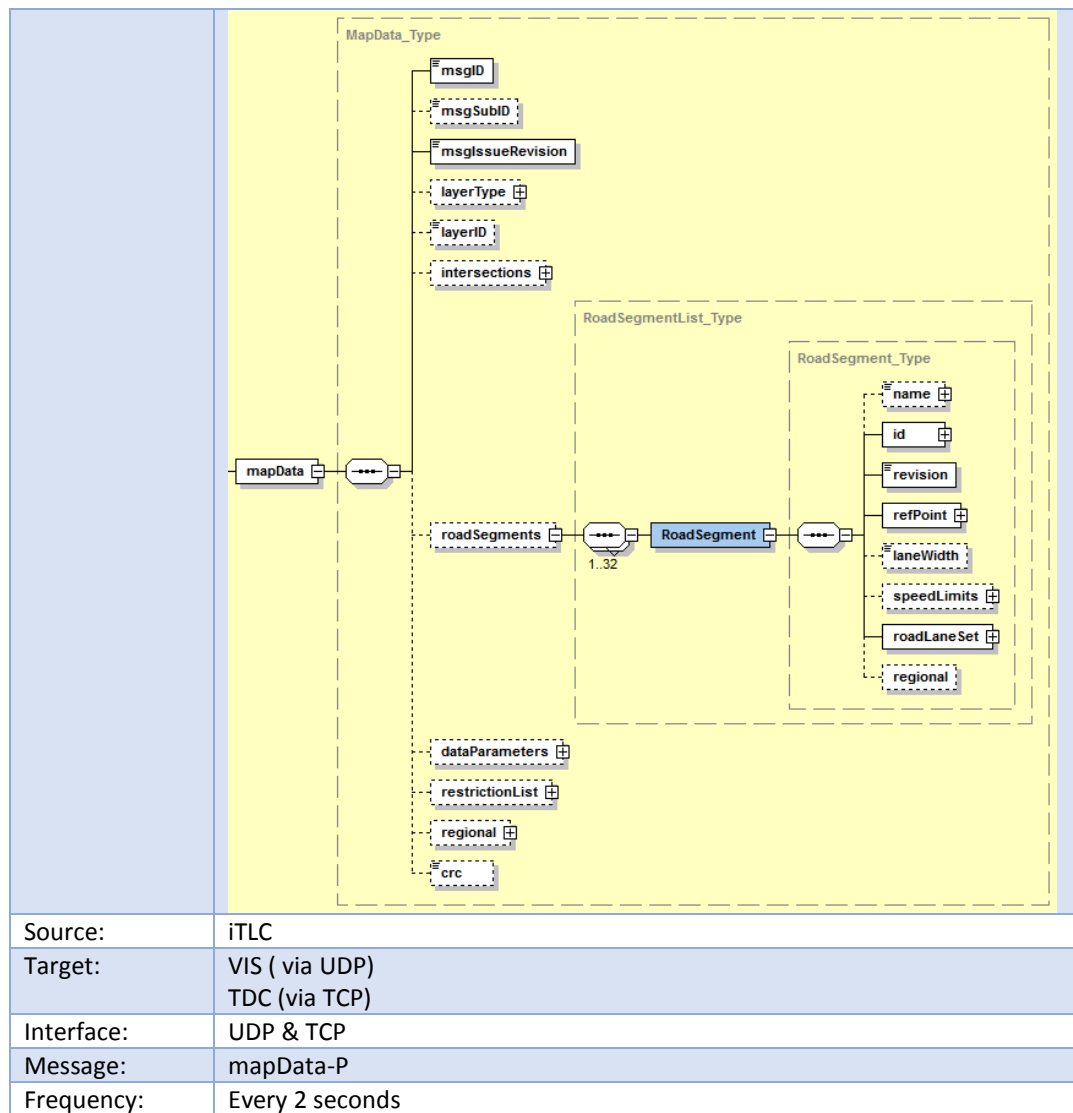 MapData_Type
msgID
msgSubID
msgIssueRevision
layerType
layerID
intersections
RoadSegmentList_Type
RoadSegment_Type
name
id
revision
refPoint
laneWidth
speedLimits
roadLaneSet
regional
mapData
roadSegments
RoadSegment
1..32
dataParameters
restrictionList
regional
crc
Source: iTLC
Target: VIS ( via UDP)
TDC (via TCP)
Interface: UDP & TCP
Message: mapData-P
Frequency: Every 2 seconds